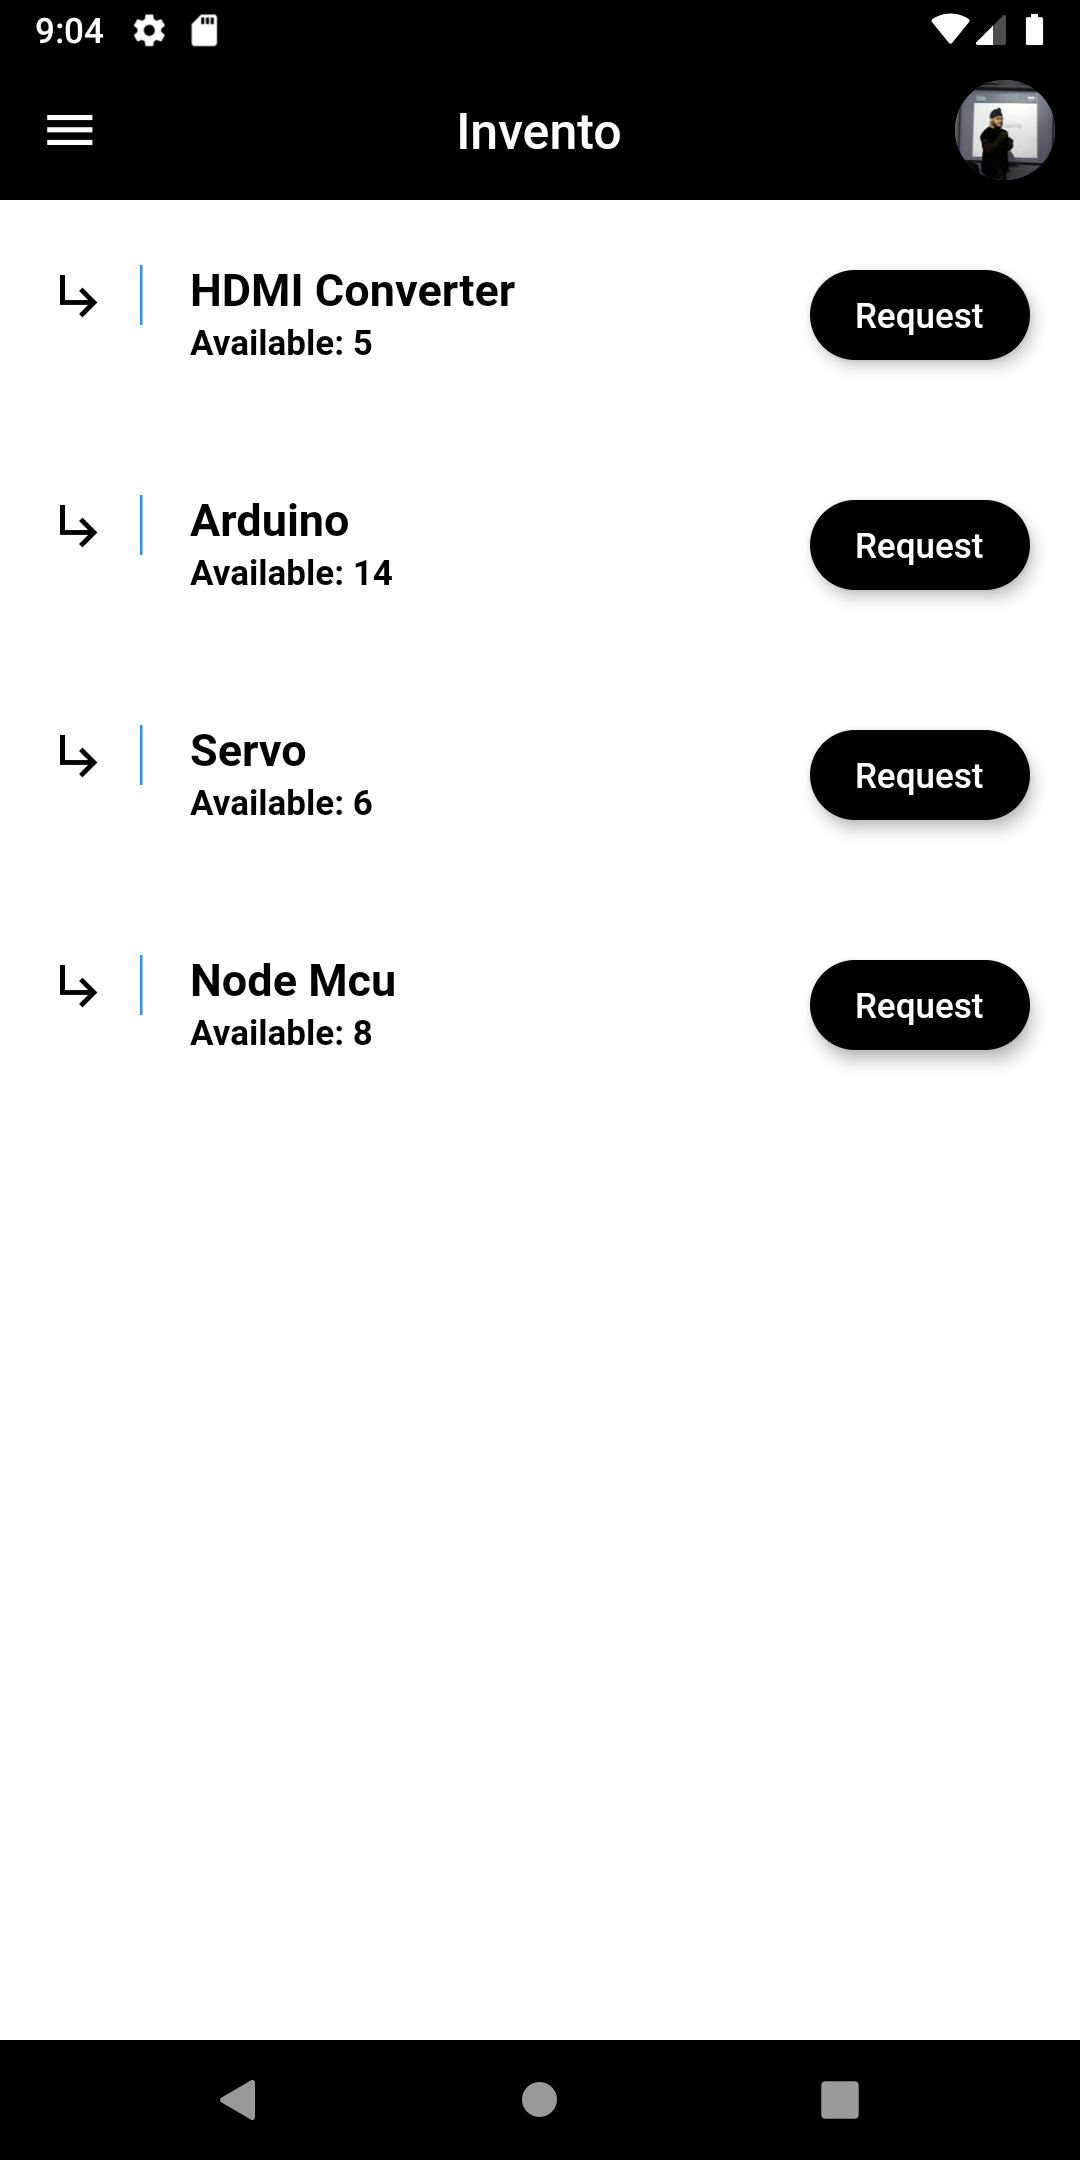 9:04
Invento
HDMI Converter
Available: 5
Request
Arduino
Available: 14
Request
Servo
Available: 6
Request
Node Mcu
Available: 8
Request